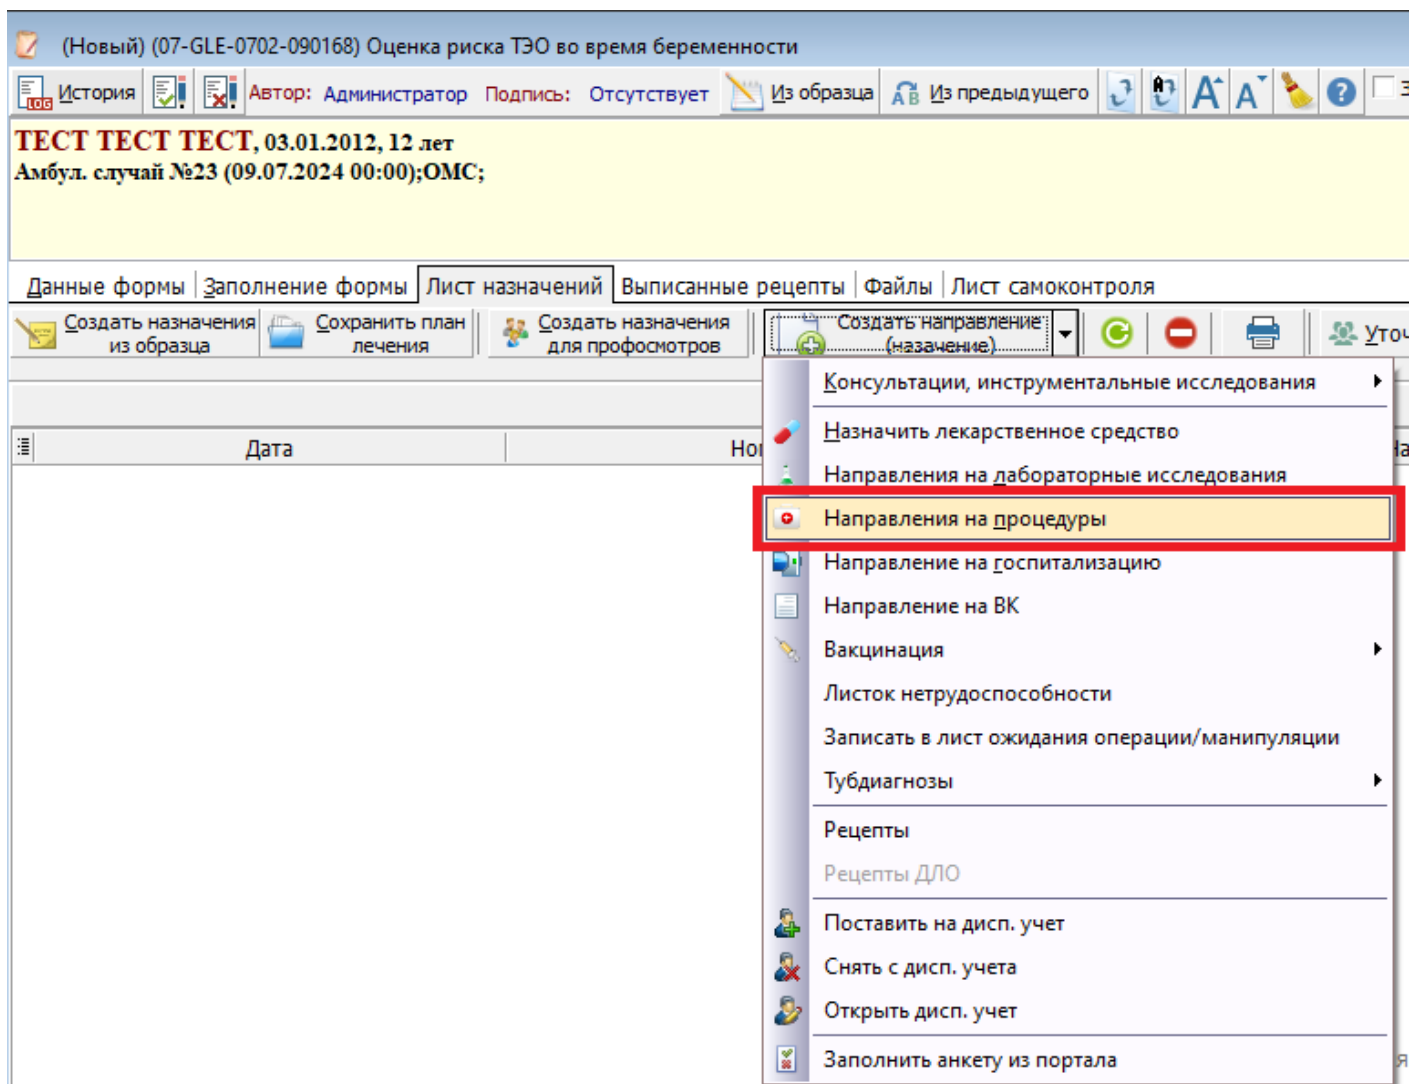 (Новый) (07-GLE-0702-090168) Оценка риска ТЭО во время беременности
LOG История Автор: Администратор Подпись: Отсутствует Из образца Из предыдущего
ТЕСТ ТЕСТ ТЕСТ, 03.01.2012, 12 лет
Амбул. случай №23 (09.07.2024 00:00);ОМС;
Данные формы Заполнение формы Лист назначений Выписанные рецепты Файлы Лист самоконтроля
Создать назначения из образца
Сохранить план лечения
Создать назначения для профосмотров
Создать направление (назачение)
Консультации, инструментальные исследования
Дата
Назначить лекарственное средство
Направления на лабораторные исследования
Направления на процедуры
Направление на госпитализацию
Направление на ВК
Вакцинация
Листок нетрудоспособности
Записать в лист ожидания операции/манипуляции
Тубдиагнозы
Рецепты
Рецепты ДЛО
Поставить на дисп. учет
Снять с дисп. учета
Открыть дисп. учет
Заполнить анкету из портала